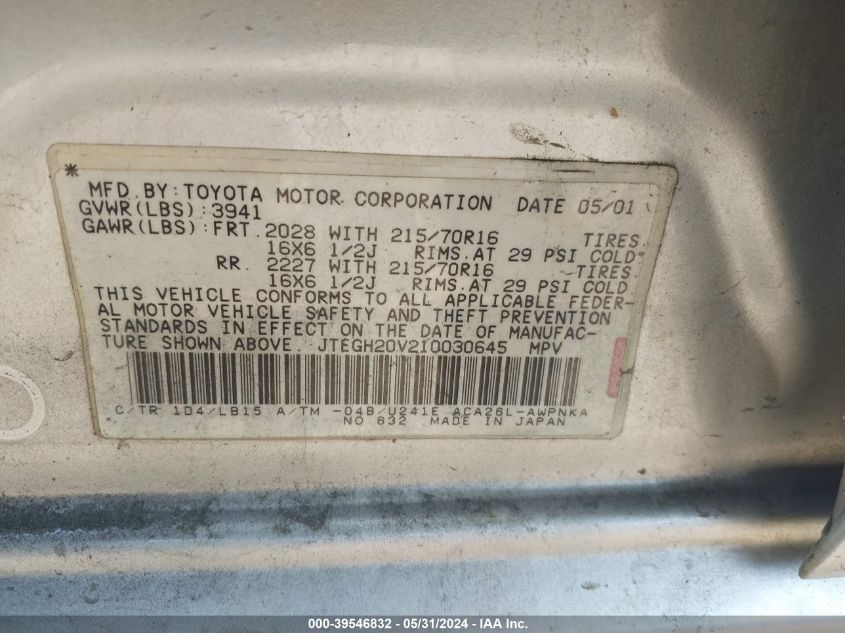 *
MFD.BY:TOYOTA MOTOR CORPORATION DATE 05/01
GVWR(LBS):3941
GAWR(LBS):FRT.2028 WITH 215/70R16 TIRES,
16X6 1/2J RIMS.AT 29 PSI COLD
RR. 2227 WITH 215/70R16 TIRES,
16X6 1/2J RIMS.AT 29 PSI COLD
THIS VEHICLE CONFORMS TO ALL APPLICABLE FEDER-
AL MOTOR VEHICLE SAFETY AND THEFT PREVENTION
STANDARDS IN EFFECT ON THE DATE OF MANUFAC-
TURE SHOWN ABOVE. JTEGH20V210030645 MPV
C/TR 1D4/LB15 A/TM -04B/U241E ACA26L-AWPNKA
NO 632 MADE IN JAPAN
000-39546832 - 05/31/2024 - IAA, Inc.